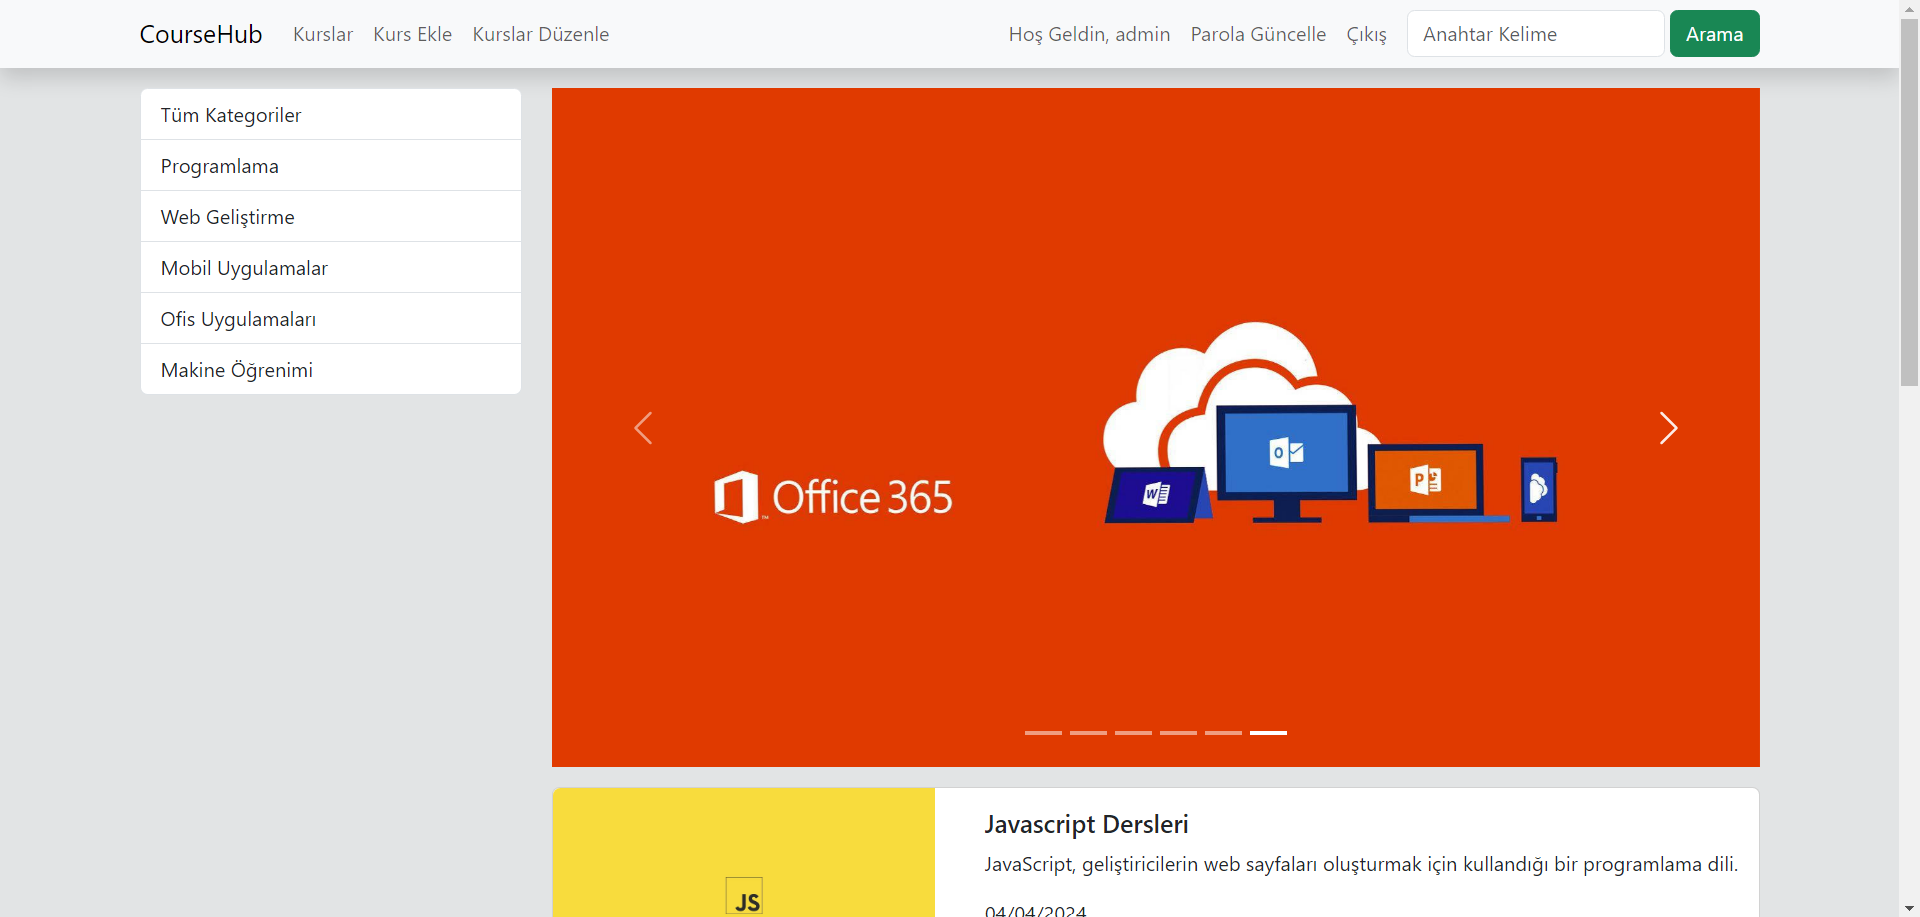 CourseHub Kurslar Kurs Ekle Kurslar Düzenle Hoş Geldin, admin Parola Güncelle Çıkış Anahtar Kelime Arama
Tüm Kategoriler
Programlama
Web Geliştirme
Mobil Uygulamalar
Ofis Uygulamaları
Makine Öğrenimi
Office 365
W
O
P
JS
Javascript Dersleri
JavaScript, geliştiricilerin web sayfaları oluşturmak için kullandığı bir programlama dili.
04/04/2024